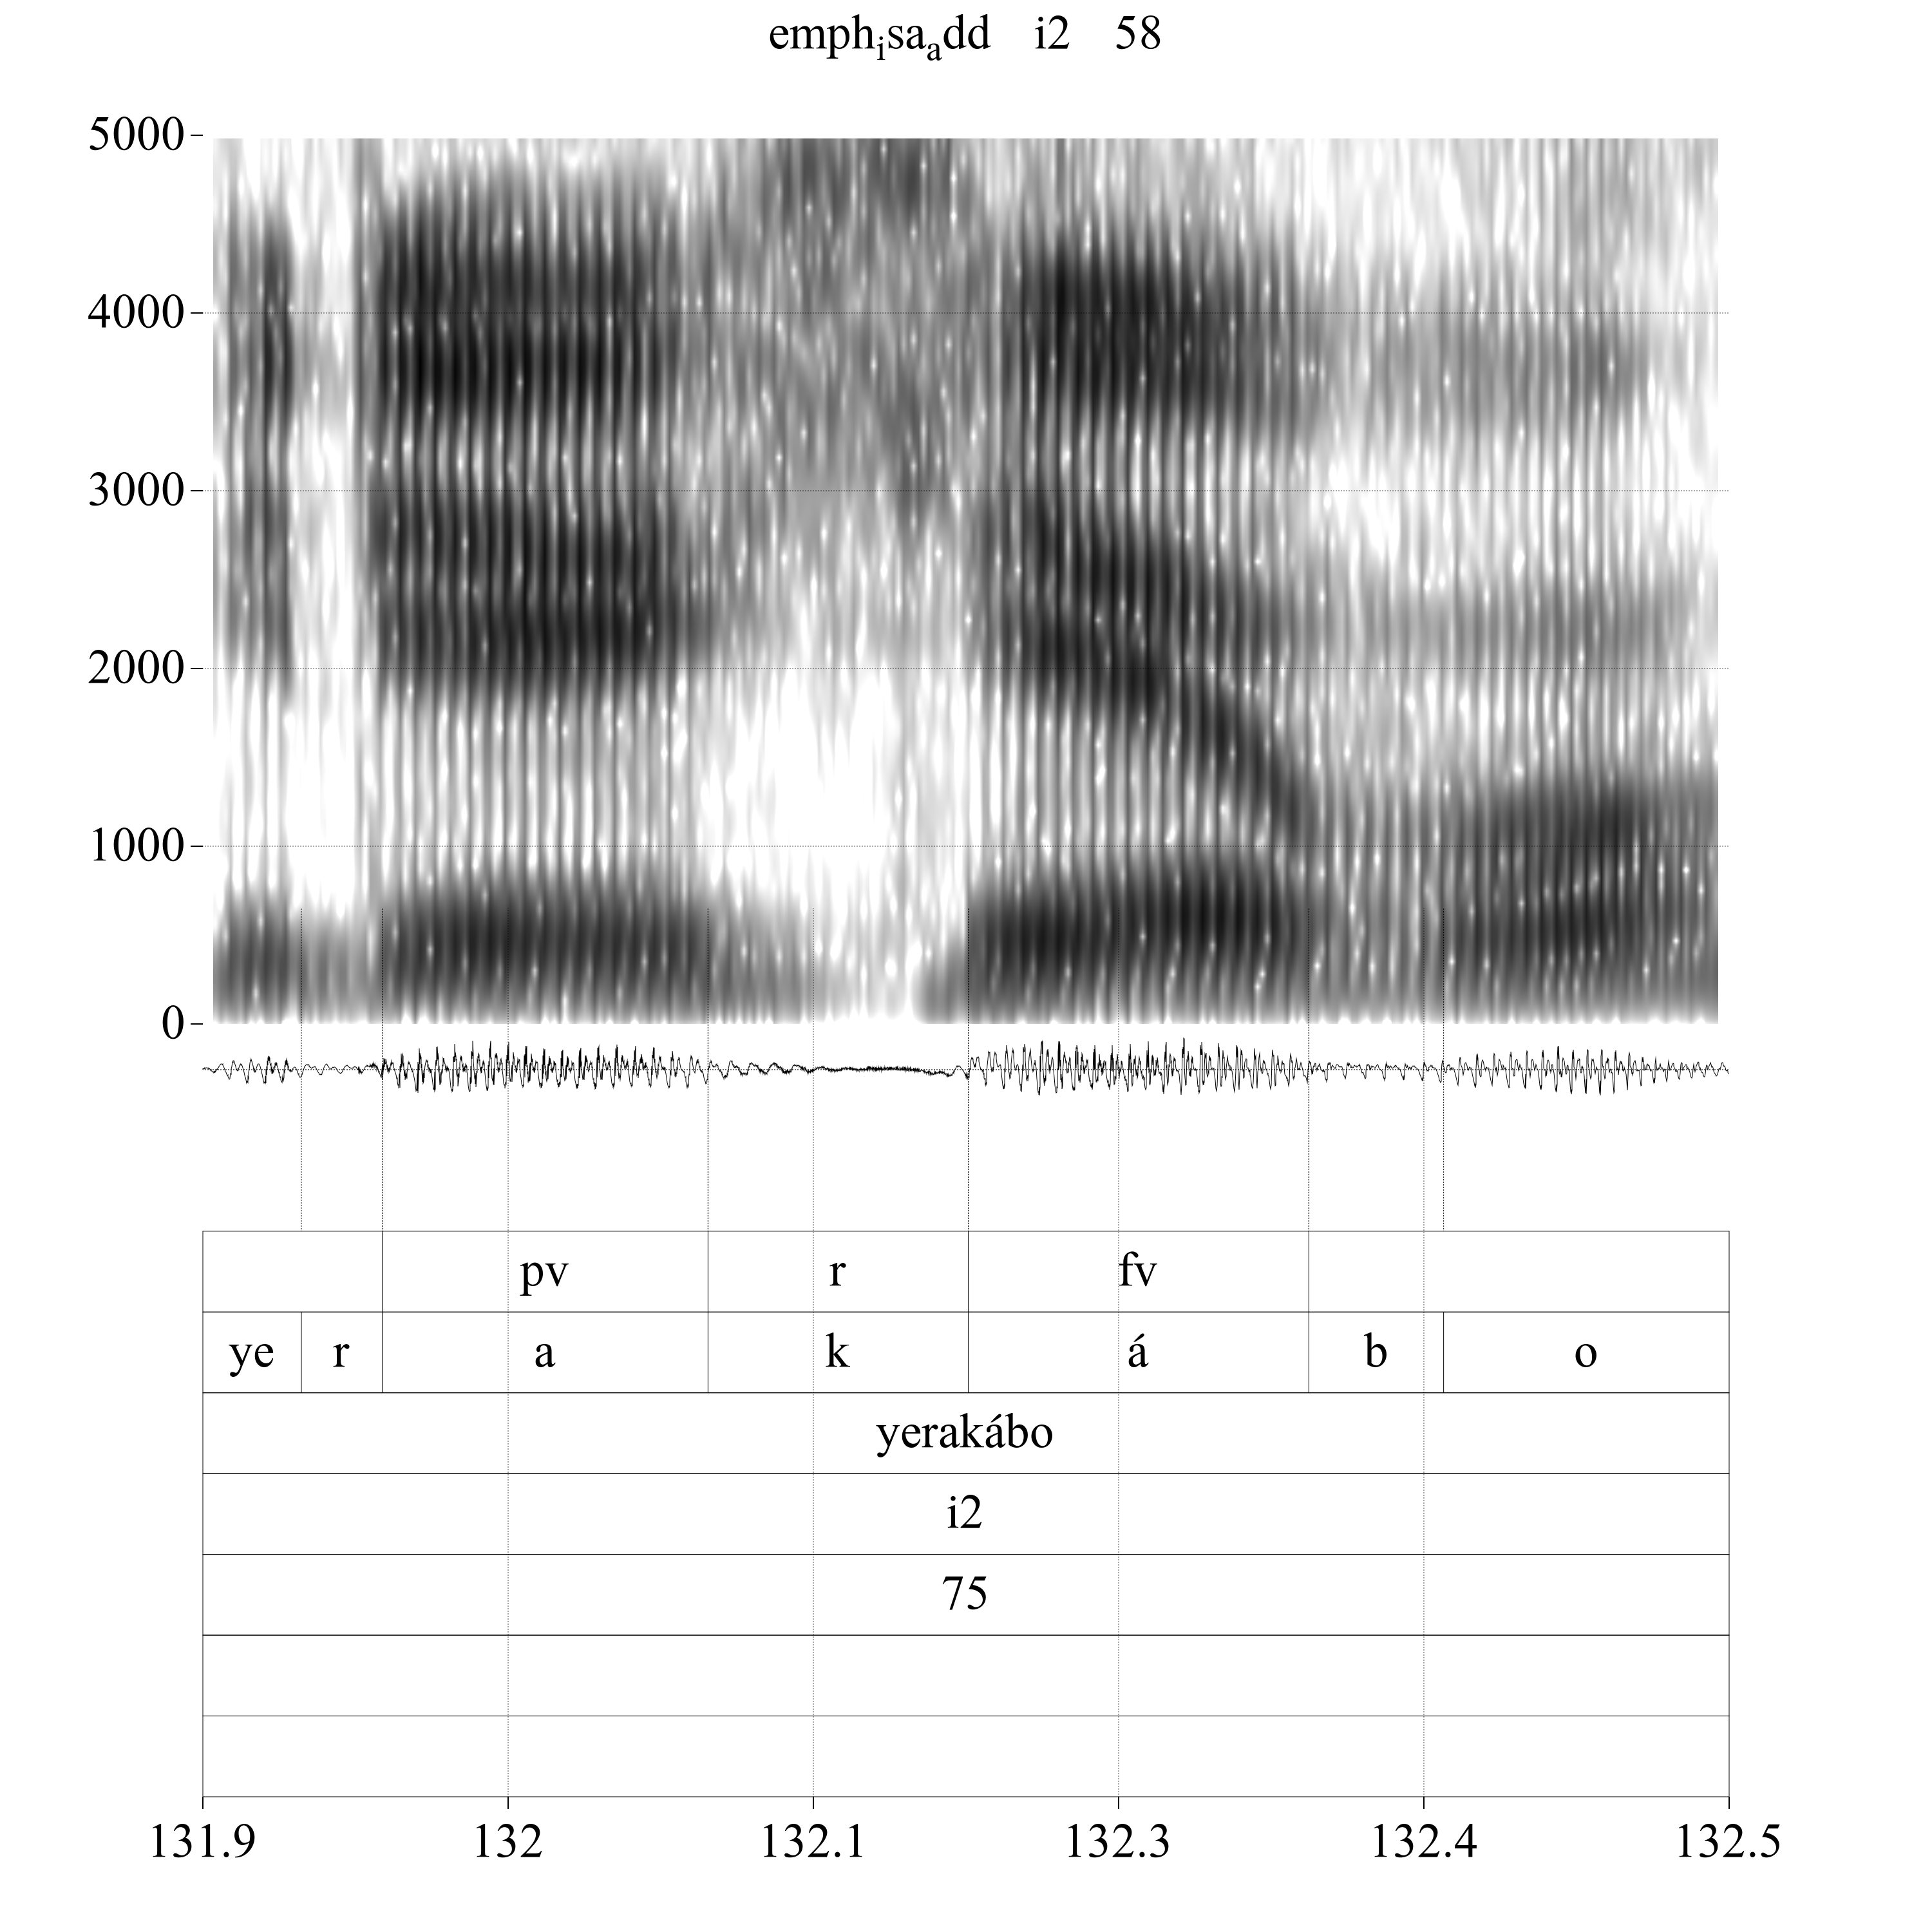 emphisaadd i2 58
5000
4000
3000
2000
1000
0
pv r fv
ye r a k á b o
yerakábo
i2
75
131.9 132 132.1 132.3 132.4 132.5